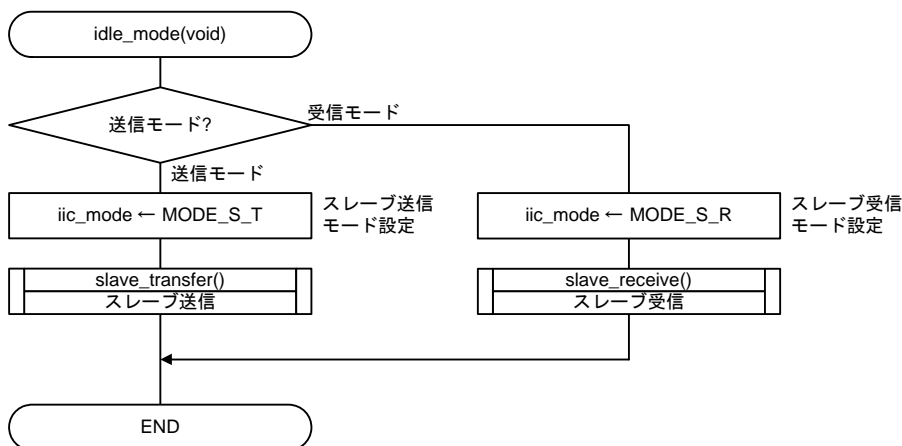 idle_mode(void)
送信モード?
受信モード
送信モード
iic_mode ← MODE_S_T
スレーブ送信
モード設定
iic_mode ← MODE_S_R
スレーブ受信
モード設定
slave_transfer()
スレーブ送信
slave_receive()
スレーブ受信
END